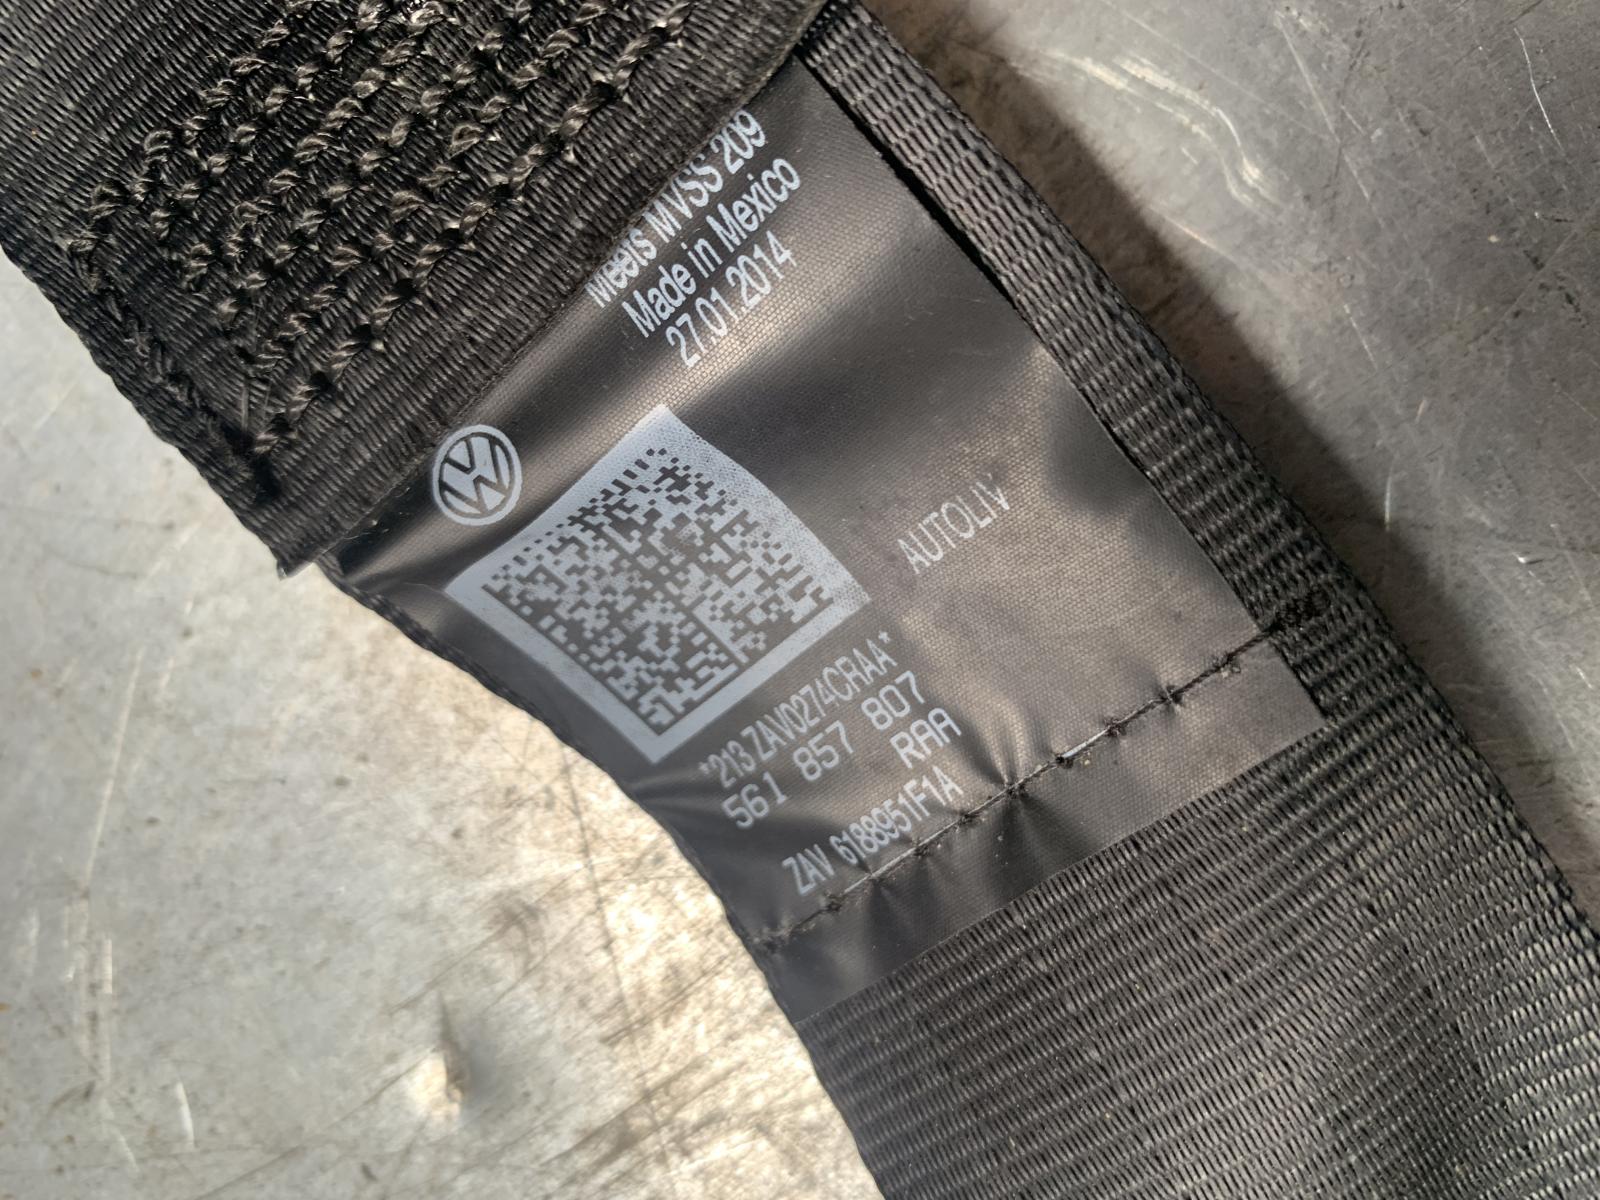 Meets MVSS 209
Made in Mexico
27.01.2014
AUTOLIV
*213 ZAV0274CRAA*
561 857 807
RAA
ZAV 6188951F1A